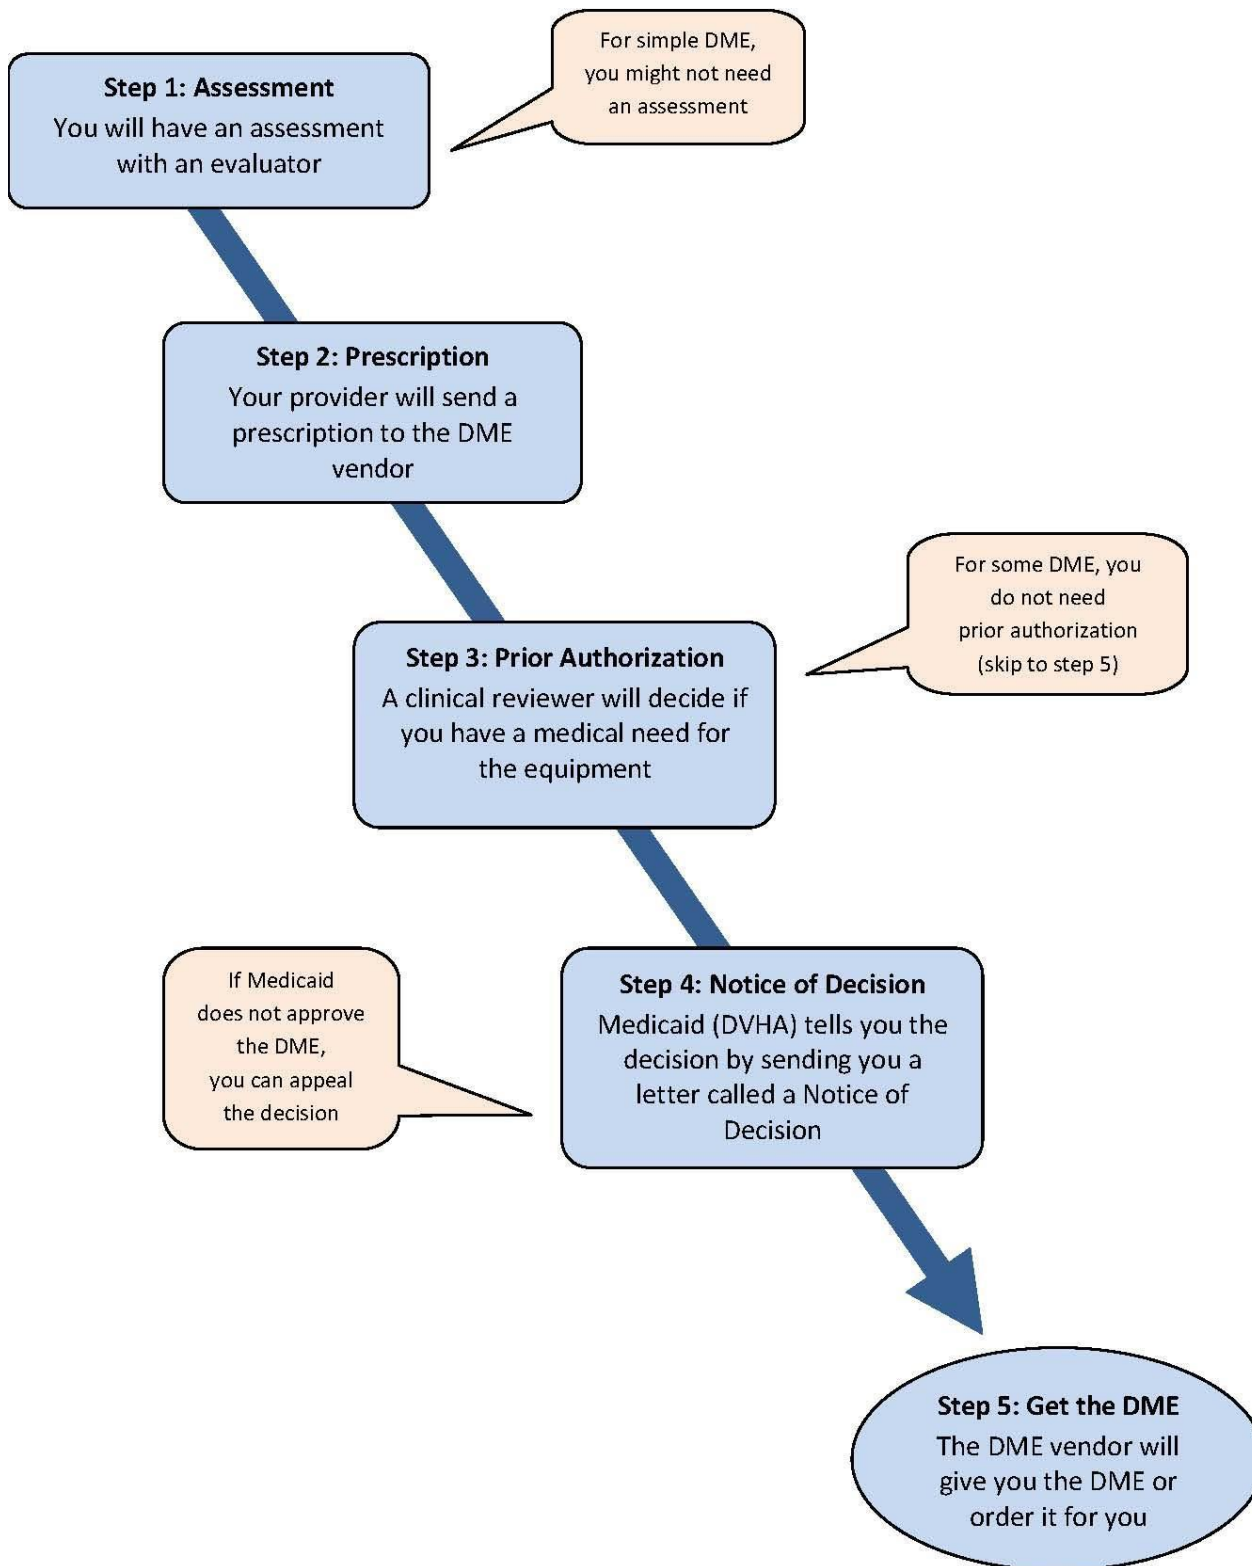 For simple DME,
you might not need
an assessment
Step 1: Assessment
You will have an assessment
with an evaluator
Step 2: Prescription
Your provider will send a
prescription to the DME
vendor
For some DME, you
do not need
prior authorization
(skip to step 5)
Step 3: Prior Authorization
A clinical reviewer will decide if
you have a medical need for
the equipment
If Medicaid
does not approve
the DME,
you can appeal
the decision
Step 4: Notice of Decision
Medicaid (DVHA) tells you the
decision by sending you a
letter called a Notice of
Decision
Step 5: Get the DME
The DME vendor will
give you the DME or
order it for you